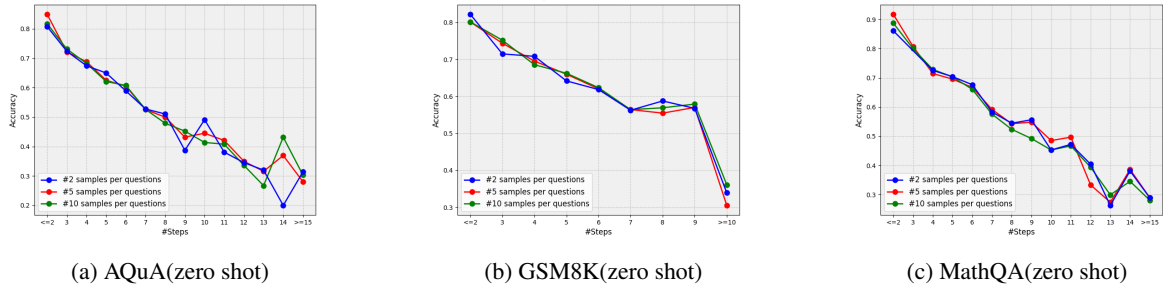 0.8
0.7
0.6
0.5
0.4
0.3
0.2
Accuracy
#2 samples per questions
#5 samples per questions
#10 samples per questions
<=2 3 4 5 6 7 8 9 10 11 12 13 14 >=15
#Steps
(a) AQuA(zero shot)
0.8
0.7
0.6
0.5
0.4
0.3
Accuracy
#2 samples per questions
#5 samples per questions
#10 samples per questions
<=2 3 4 5 6 7 8 9 >=10
#Steps
(b) GSM8K(zero shot)
0.9
0.8
0.7
0.6
0.5
0.4
0.3
Accuracy
#2 samples per questions
#5 samples per questions
#10 samples per questions
<=2 3 4 5 6 7 8 9 10 11 12 13 14 >=15
#Steps
(c) MathQA(zero shot)